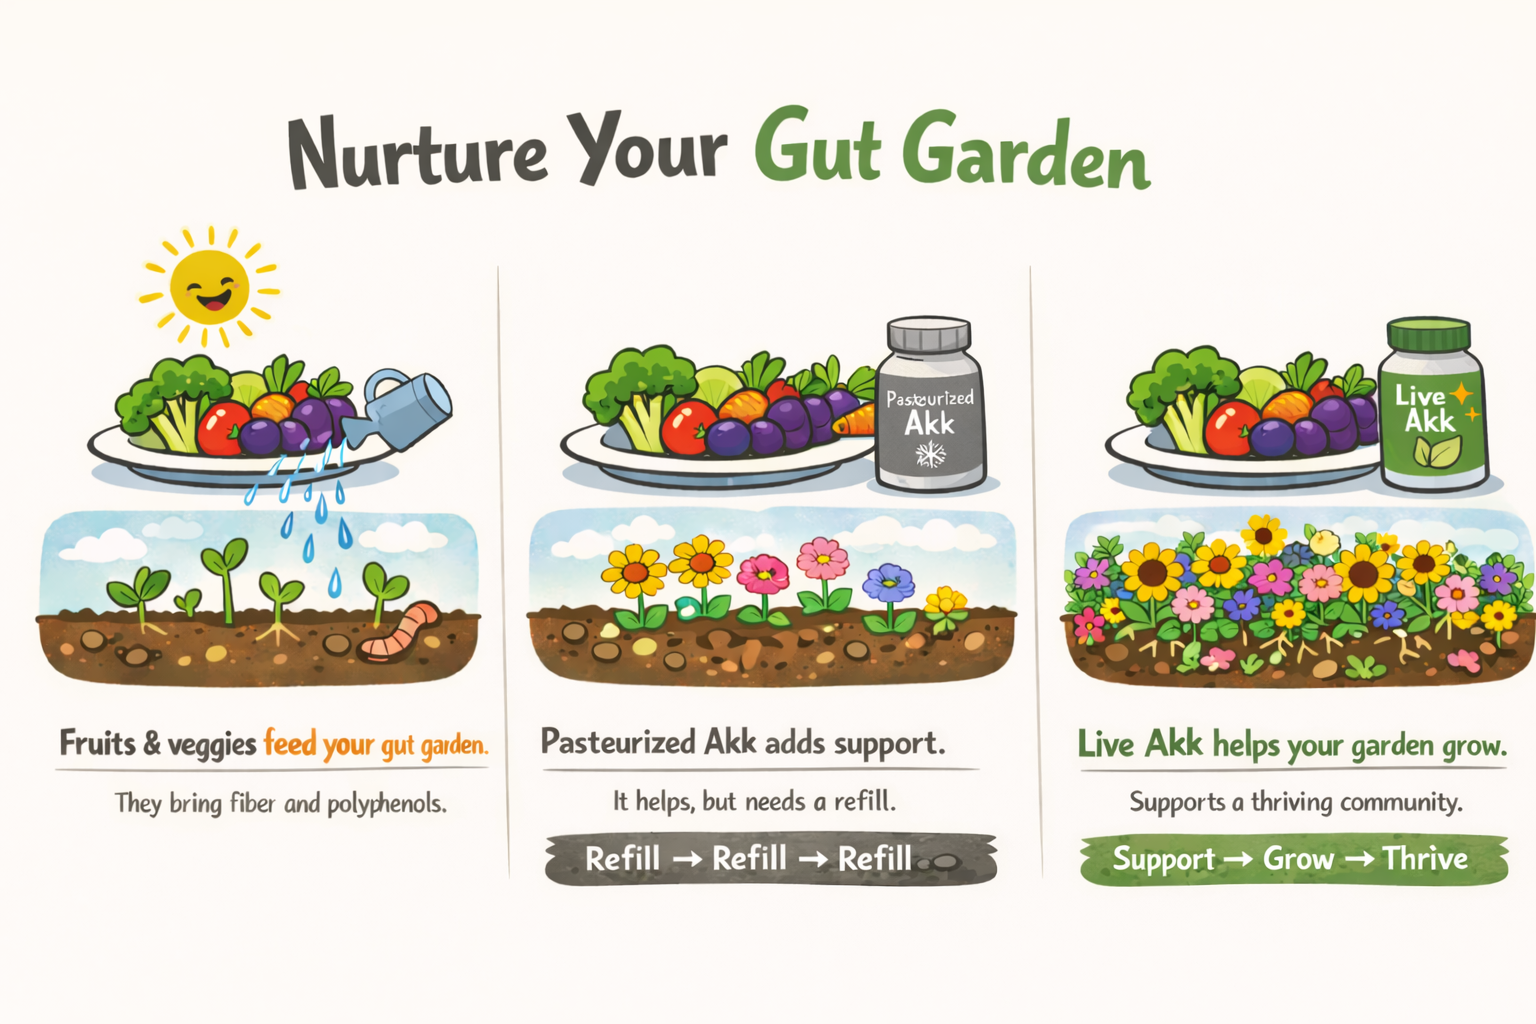 Nurture Your Gut Garden
Pasteurized
Akk
Live
Akk
Fruits & veggies feed your gut garden.
They bring fiber and polyphenols.
Pasteurized Akk adds support.
It helps, but needs a refill.
Refill → Refill → Refill
Live Akk helps your garden grow.
Supports a thriving community.
Support → Grow → Thrive